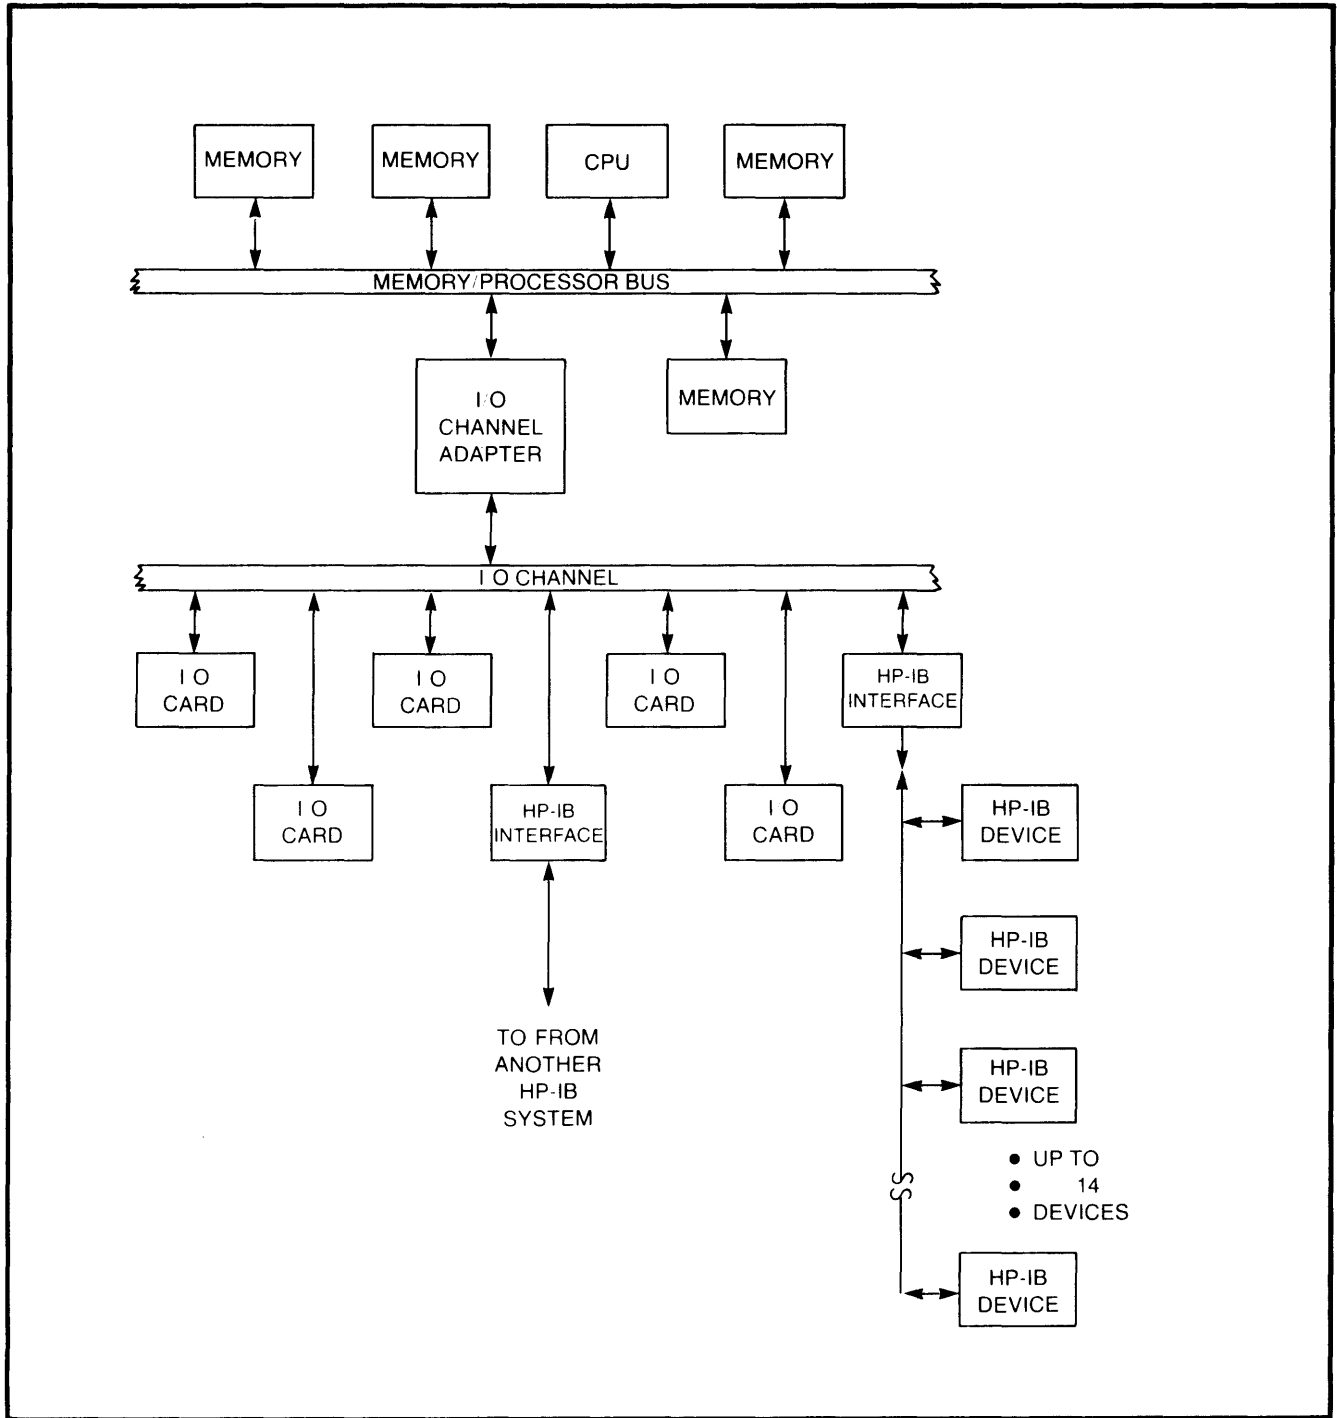 MEMORY
MEMORY
CPU
MEMORY
MEMORY/PROCESSOR BUS
I/O
CHANNEL
ADAPTER
MEMORY
I O CHANNEL
I O
CARD
I O
CARD
I O
CARD
HP-IB
INTERFACE
I O
CARD
HP-IB
INTERFACE
I O
CARD
HP-IB
DEVICE
HP-IB
DEVICE
TO FROM
ANOTHER
HP-IB
SYSTEM
HP-IB
DEVICE
● UP TO
● 14
● DEVICES
HP-IB
DEVICE